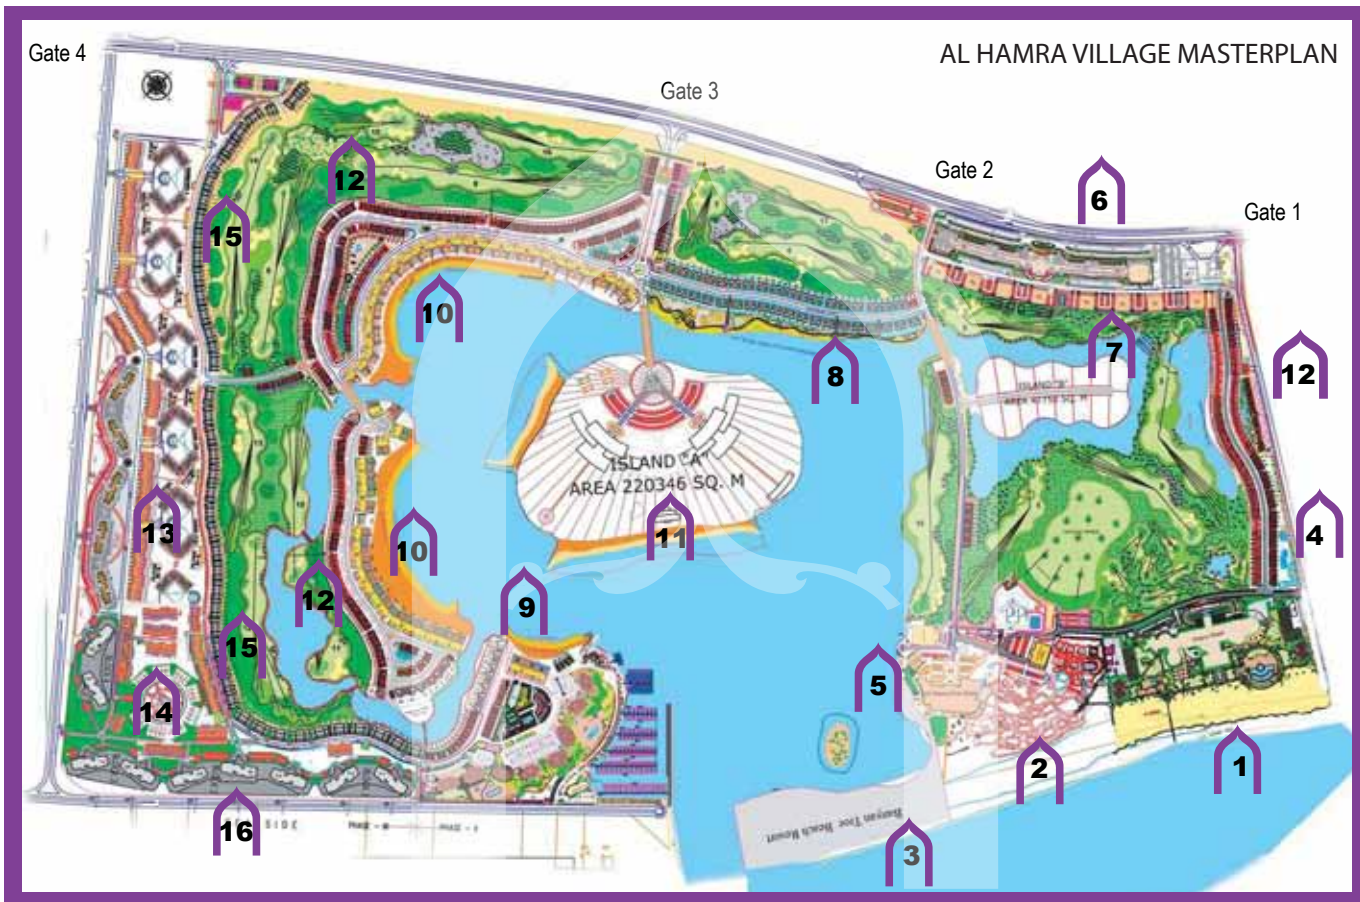 Gate 4
AL HAMRA VILLAGE MASTERPLAN
Gate 3
Gate 2
6
Gate 1
12
15
10
7
12
8
ISLAND "A"
AREA 220346 SQ. M
13
10
11
4
12
9
15
5
14
2
1
16
Banyan Tree Beach Resort
3